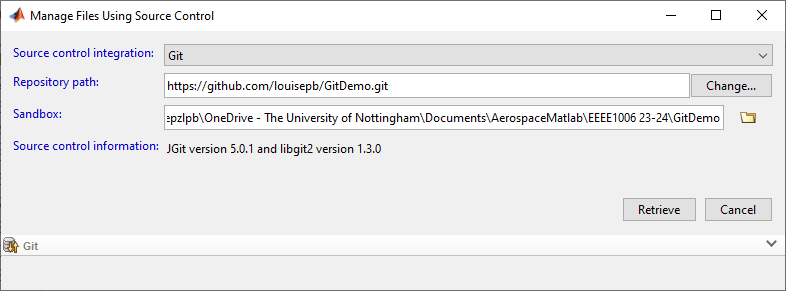 Manage Files Using Source Control
Source control integration: Git
Repository path: https://github.com/louisepb/GitDemo.git Change...
Sandbox: epzlpb\OneDrive - The University of Nottingham\Documents\AerospaceMatlab\EEEE1006 23-24\GitDemo
Source control information: JGit version 5.0.1 and libgit2 version 1.3.0
Retrieve Cancel
Git